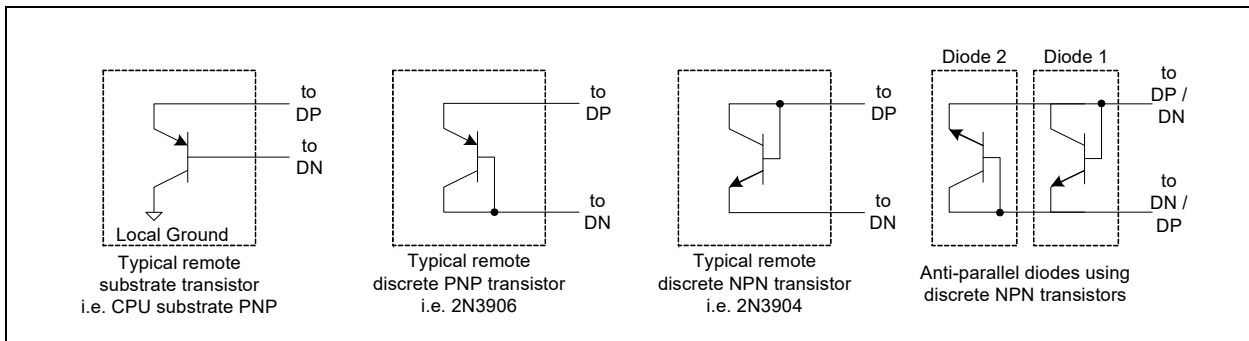 to
DP
to
DN
Local Ground
Typical remote
substrate transistor
i.e. CPU substrate PNP
to
DP
to
DN
Typical remote
discrete PNP transistor
i.e. 2N3906
to
DP
to
DN
Typical remote
discrete NPN transistor
i.e. 2N3904
Diode 2
Diode 1
to
DP /
DN
to
DN /
DP
Anti-parallel diodes using
discrete NPN transistors